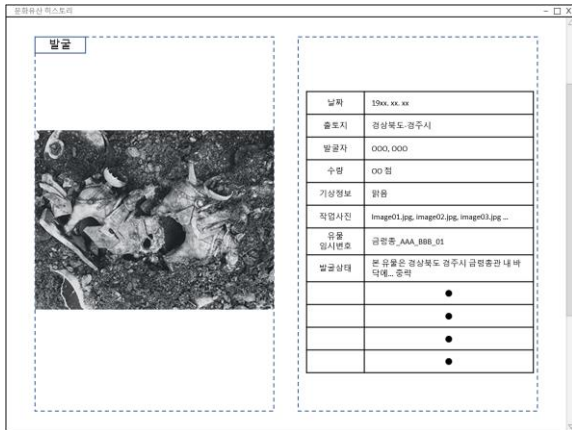 문화유산 히스토리
발굴
날짜 19xx. xx. xx
출토지 경상북도-경주시
발굴자 OOO, OOO
수량 OO 점
기상정보 맑음
작업사진 Image01.jpg, image02.jpg, image03.jpg ...
유물
임시번호 금령총_AAA_BBB_01
발굴상태 본 유물은 경상북도 경주시 금령총관 내 바
닥에... 중략